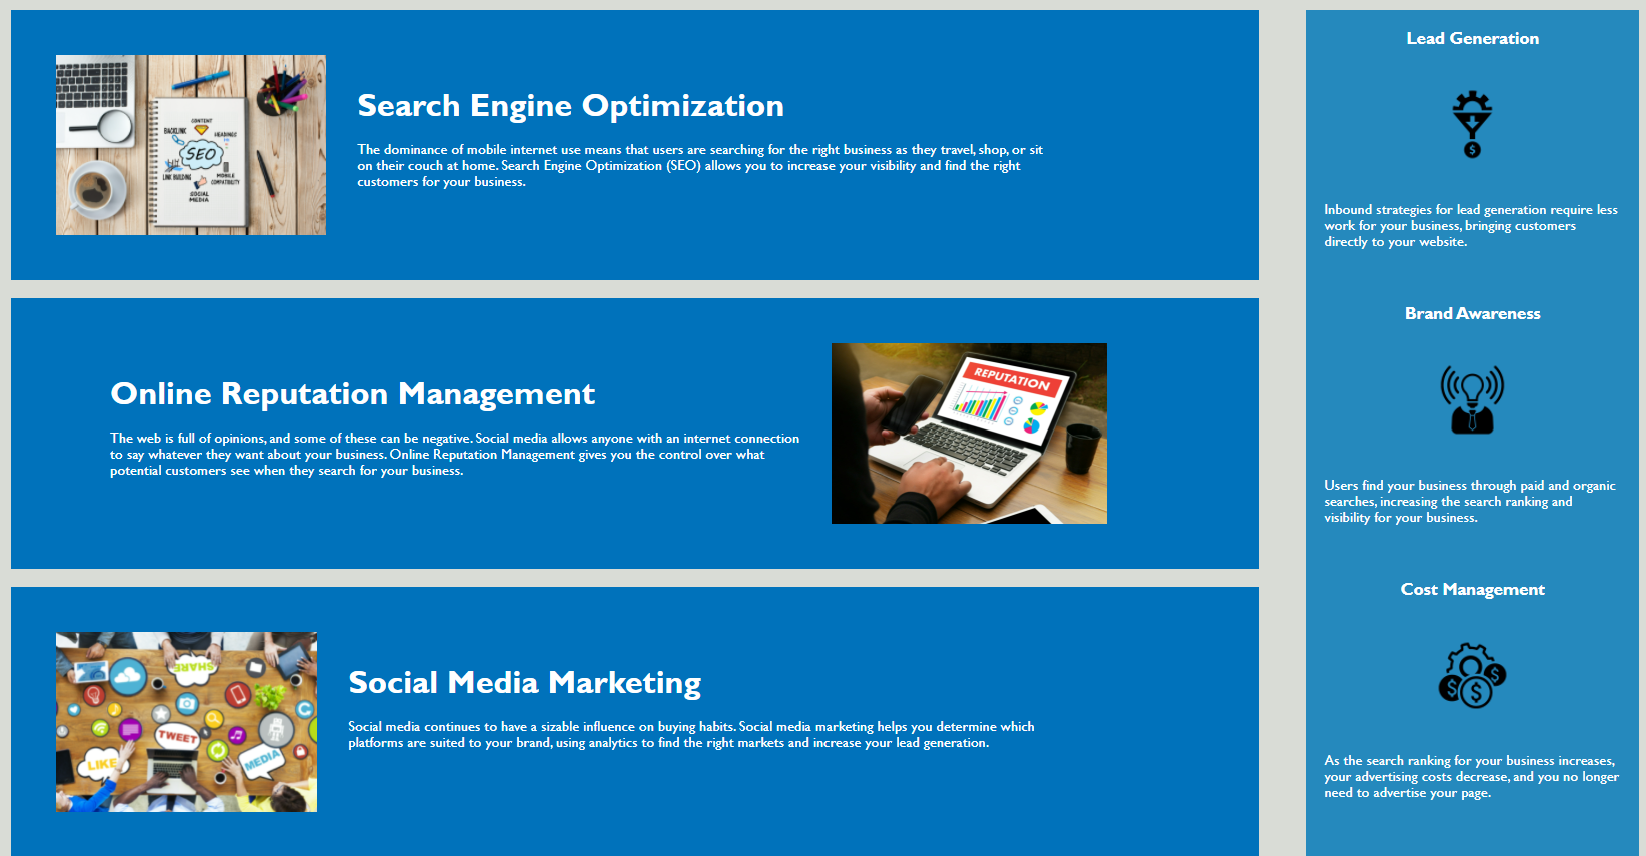 CONTENT
BACKLINK
HEADINGS
SEO
LINK BUILDING
MOBILE
COMPATIBILITY
SOCIAL
MEDIA
Search Engine Optimization
The dominance of mobile internet use means that users are searching for the right business as they travel, shop, or sit
on their couch at home. Search Engine Optimization (SEO) allows you to increase your visibility and find the right
customers for your business.
Online Reputation Management
The web is full of opinions, and some of these can be negative. Social media allows anyone with an internet connection
to say whatever they want about your business. Online Reputation Management gives you the control over what
potential customers see when they search for your business.
REPUTATION
SHARE
TWEET
LIKE
MEDIA
Social Media Marketing
Social media continues to have a sizable influence on buying habits. Social media marketing helps you determine which
platforms are suited to your brand, using analytics to find the right markets and increase your lead generation.
Lead Generation
$
Inbound strategies for lead generation require less
work for your business, bringing customers
directly to your website.
Brand Awareness
Users find your business through paid and organic
searches, increasing the search ranking and
visibility for your business.
Cost Management
$ $ $
As the search ranking for your business increases,
your advertising costs decrease, and you no longer
need to advertise your page.